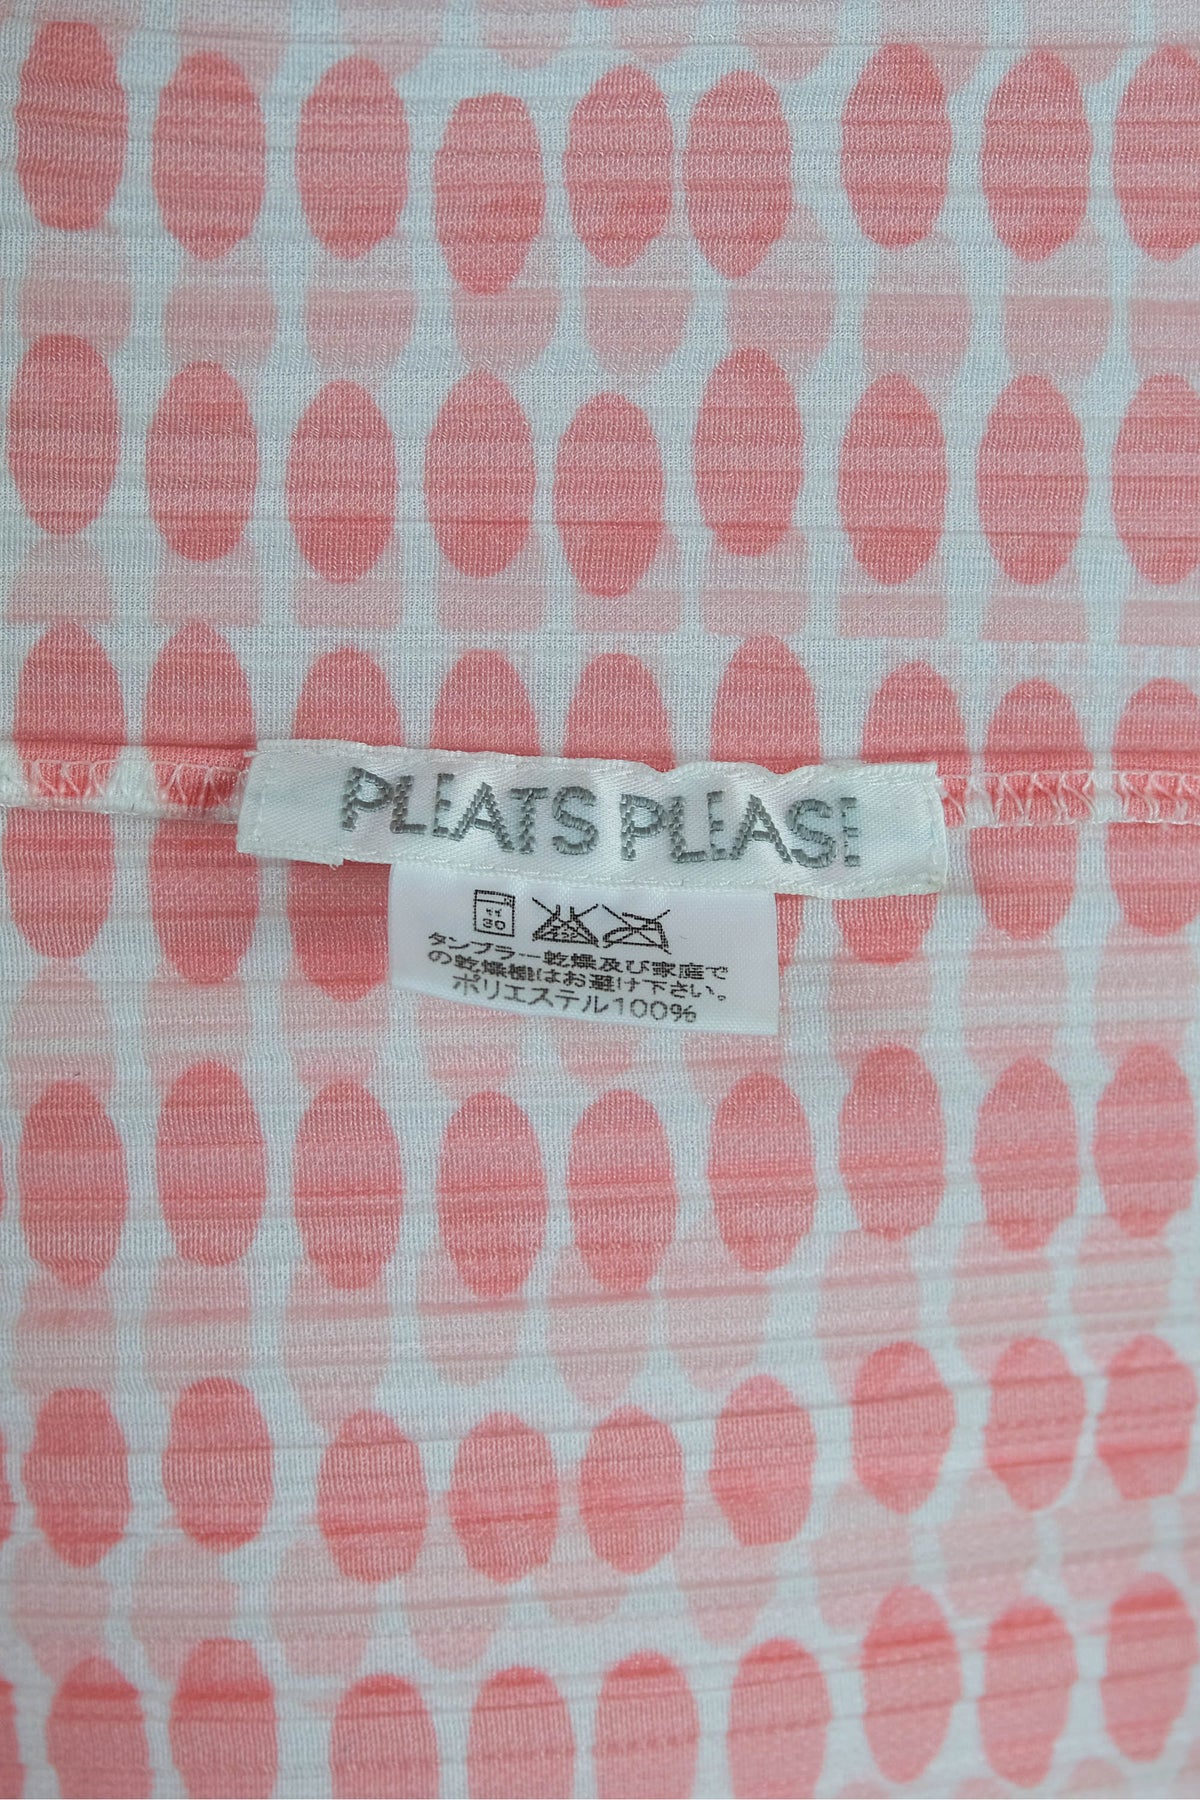 PLEATS PLEASE
30
タンブラー乾燥及び家庭で
の乾燥機はお避け下さい。
ポリエステル100%